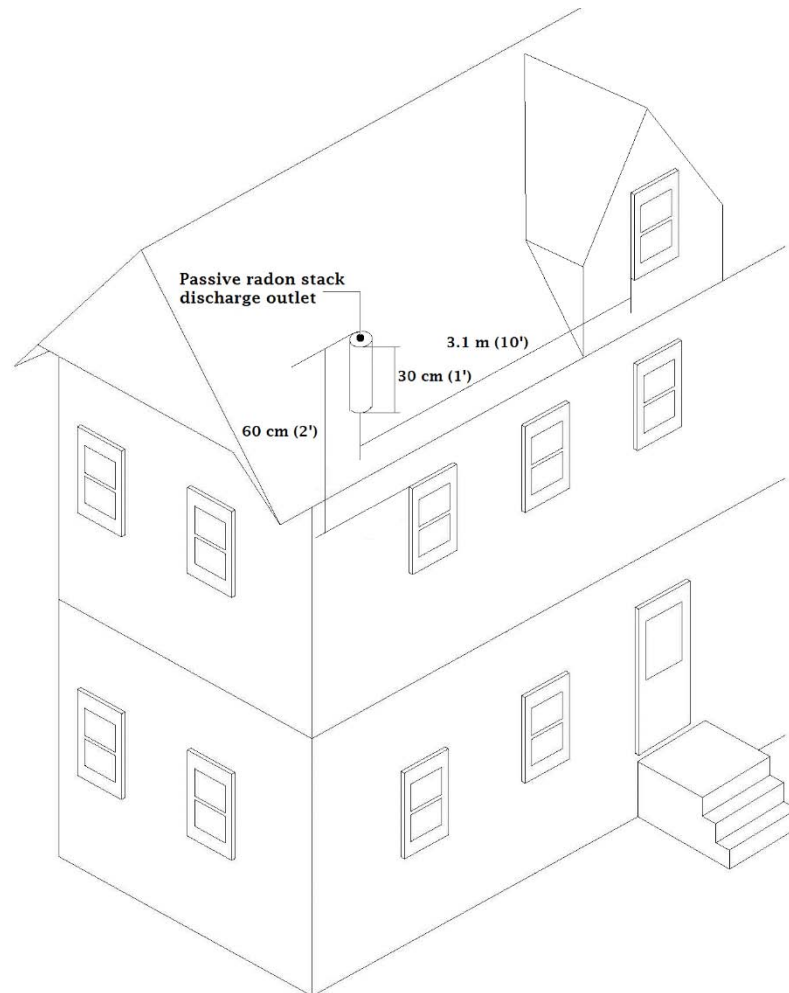 Passive radon stack
discharge outlet
3.1 m (10')
30 cm (1')
60 cm (2')